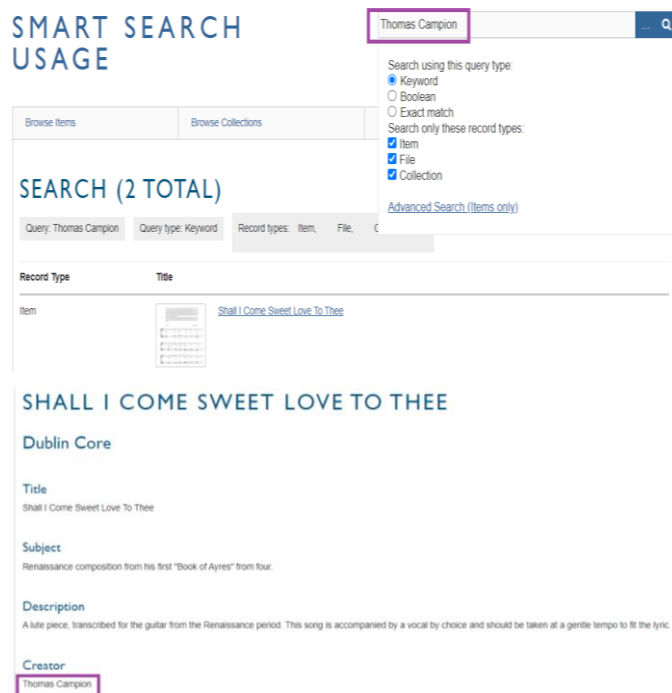 SMART SEARCH
USAGE
Thomas Campion
...
Search using this query type:
Keyword
Boolean
Exact match
Search only these record types:
Item
File
Collection
Advanced Search (Items only)
Browse Items
Browse Collections
SEARCH (2 TOTAL)
Query: Thomas Campion
Query type: Keyword
Record types: Item, File, C
Record Type
Title
Item
Shall I Come Sweet Love To Thee
SHALL I COME SWEET LOVE TO THEE
Dublin Core
Title
Shall I Come Sweet Love To Thee
Subject
Renaissance composition from his first "Book of Ayres" from four.
Description
A lute piece, transcribed for the guitar from the Renaissance period. This song is accompanied by a vocal by choice and should be taken at a gentle tempo to fit the lyric.
Creator
Thomas Campion